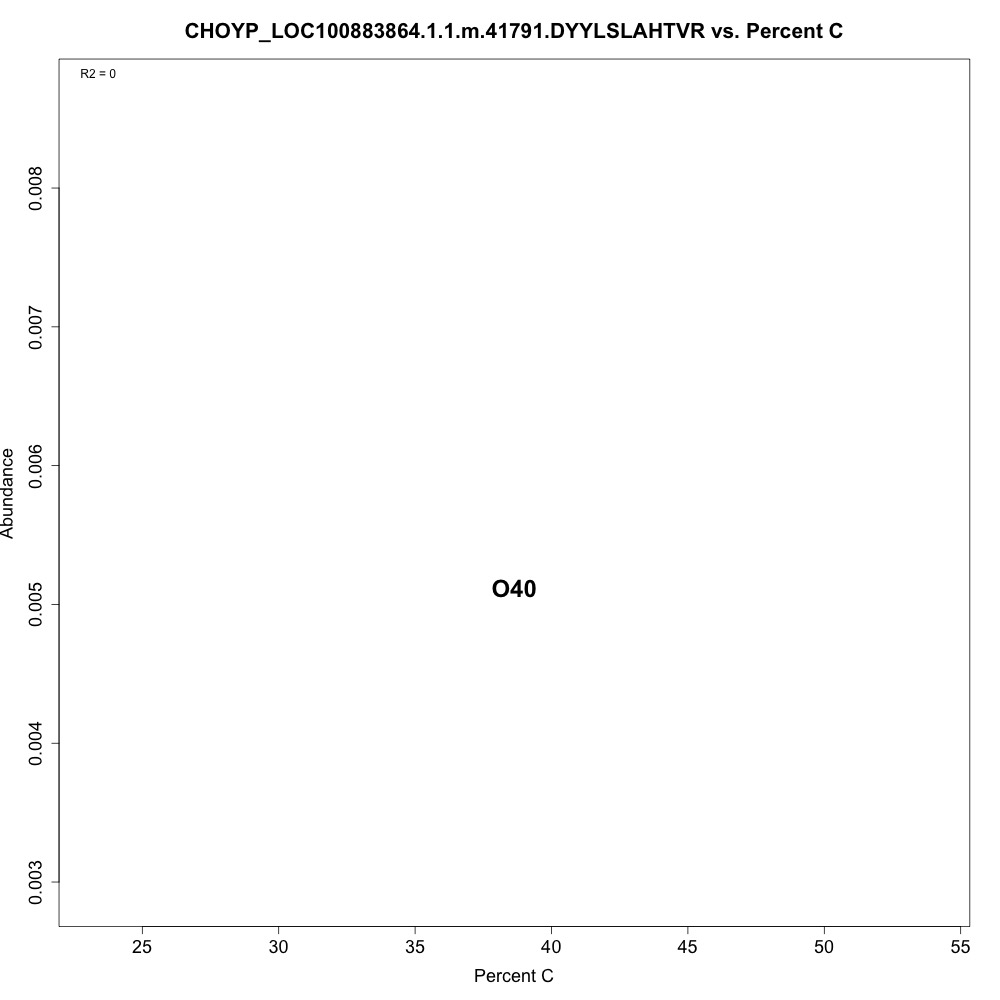 CHOYP_LOC100883864.1.1.m.41791.DYYLSLAHTVR vs. Percent C
R2 = 0
0.008
0.007
0.006
0.005
0.004
0.003
Abundance
O40
25 30 35 40 45 50 55
Percent C